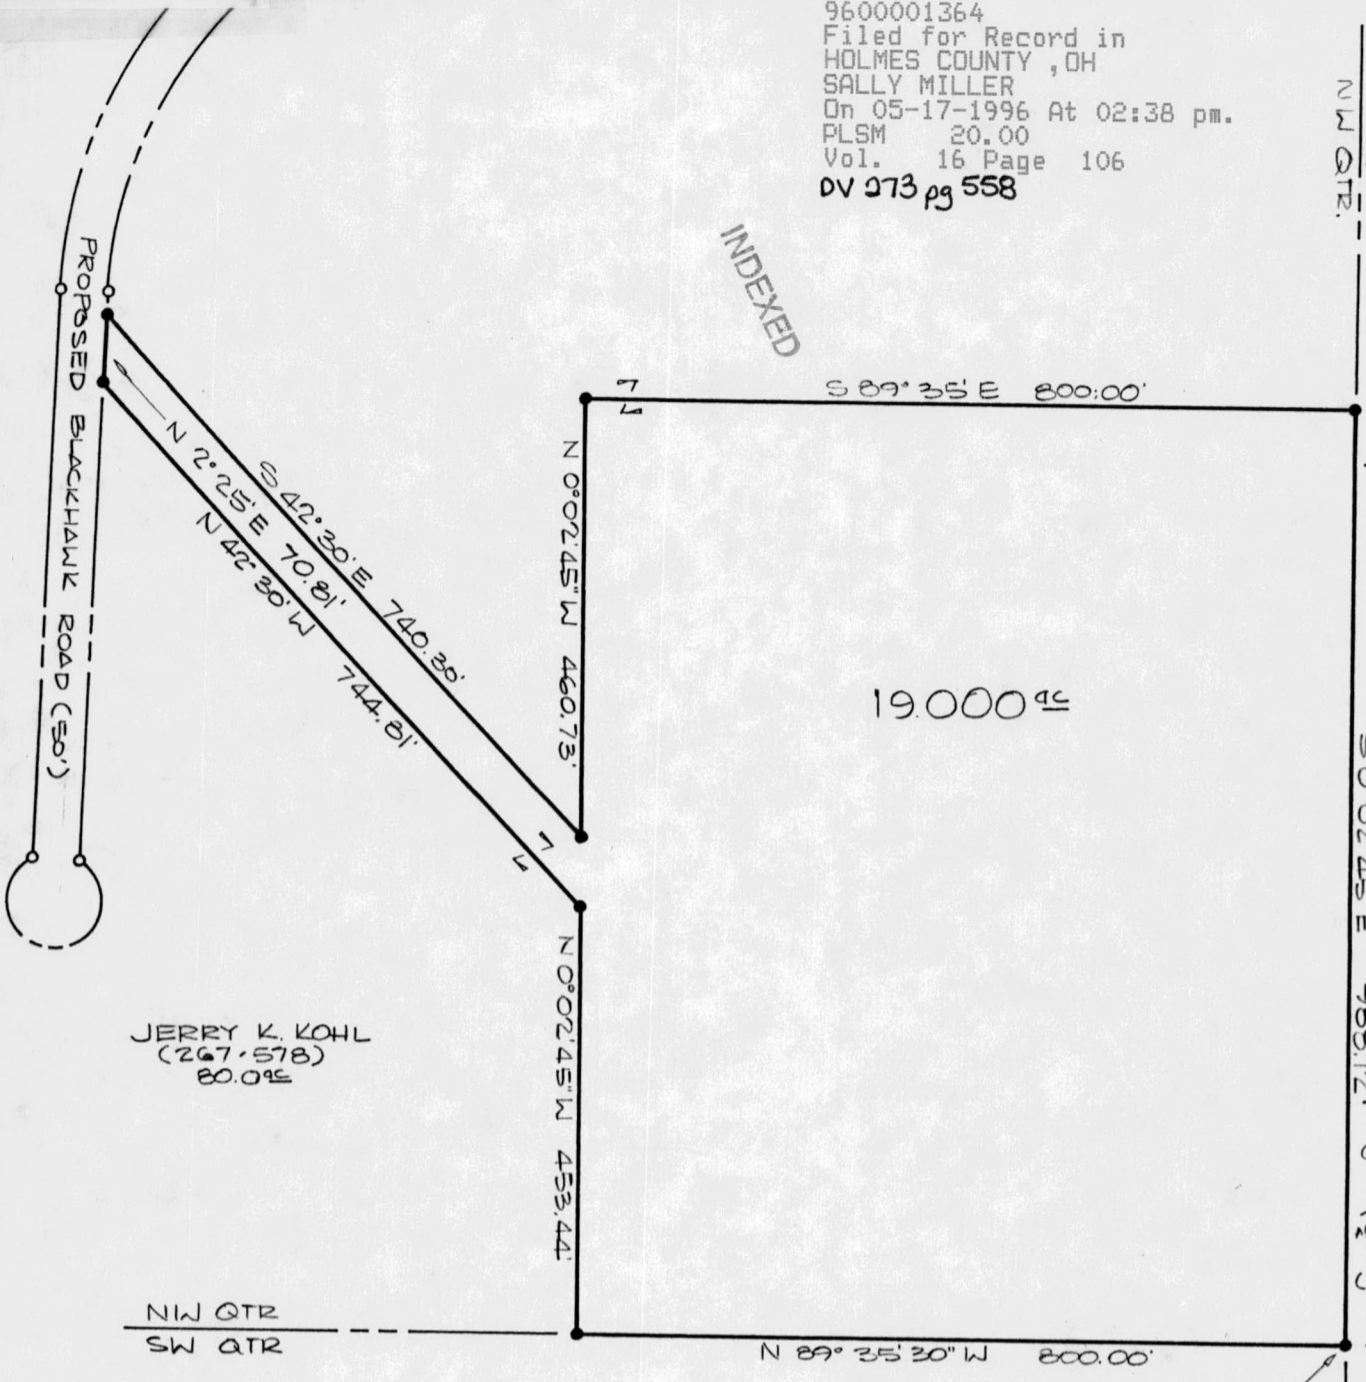 9600001364
Filed for Record in
HOLMES COUNTY , OH
SALLY MILLER
On 05-17-1996 At 02:38 pm.
PLSM 20.00
Vol. 16 Page 106
DV 273 pg 558
NW QTR.
INDEXED
PROPOSED BLACKHAWK ROAD (50')
S 89° 35' E 800.00'
N 2° 25' E 70.81'
S 42° 30' E 740.30'
N 42° 30' W 744.81'
N 0°02'45" W 460.73'
19.000 ac
N 0°02'45" W 453.44'
JERRY K. KOHL
(267-578)
80.0 ac
NW QTR
SW QTR
N 89° 35' 30" W 800.00'